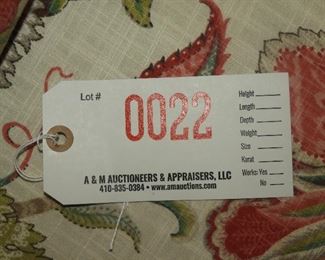 Lot #
0022
Height
Length
Depth
Weight
Size
Karat
Works: Yes
No
A & M AUCTIONEERS & APPRAISERS, LLC
410-835-0384 • www.amauctions.com